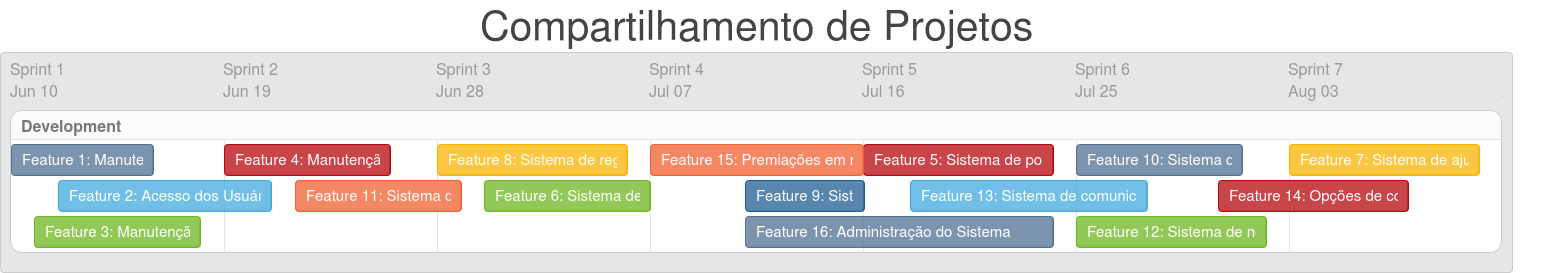 Compartilhamento de Projetos
Sprint 1 Sprint 2 Sprint 3 Sprint 4 Sprint 5 Sprint 6 Sprint 7
Jun 10 Jun 19 Jun 28 Jul 07 Jul 16 Jul 25 Aug 03
Development
Feature 1: Manute Feature 4: Manutençã Feature 8: Sistema de reg Feature 15: Premiações em r Feature 5: Sistema de po Feature 10: Sistema c Feature 7: Sistema de aju
Feature 2: Acesso dos Usuár Feature 11: Sistema c Feature 6: Sistema de Feature 9: Sist Feature 13: Sistema de comunic Feature 14: Opções de co
Feature 3: Manutençã Feature 16: Administração do Sistema Feature 12: Sistema de n